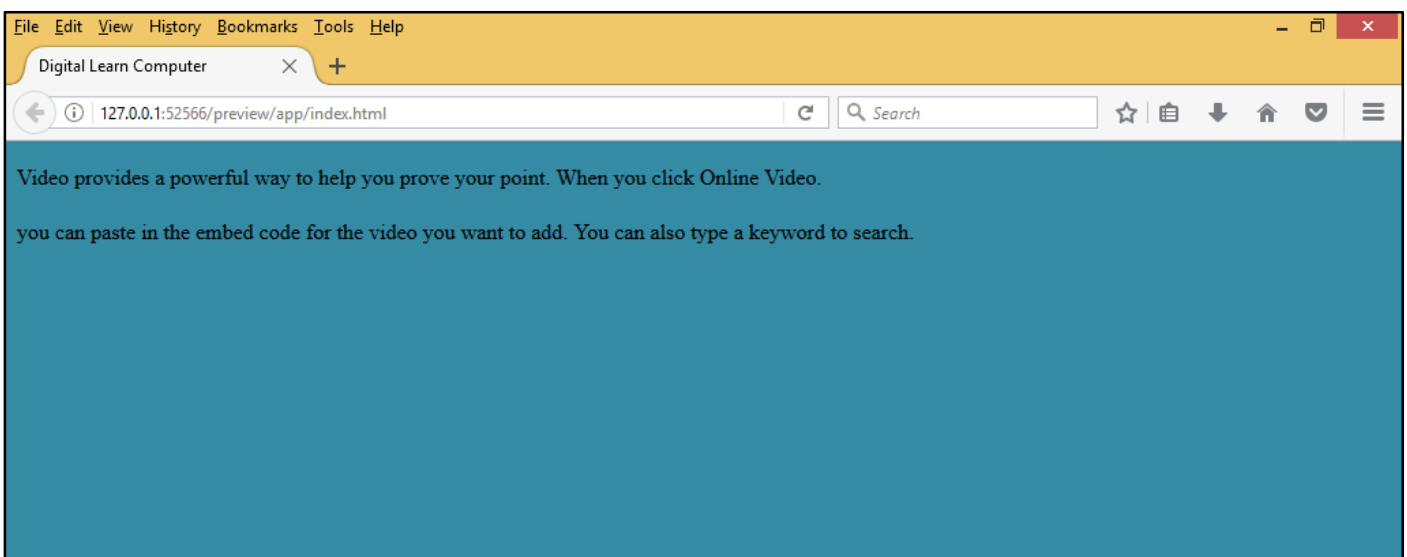 File Edit View History Bookmarks Tools Help
Digital Learn Computer
127.0.0.1:52566/preview/app/index.html
Search
Video provides a powerful way to help you prove your point. When you click Online Video.
you can paste in the embed code for the video you want to add. You can also type a keyword to search.